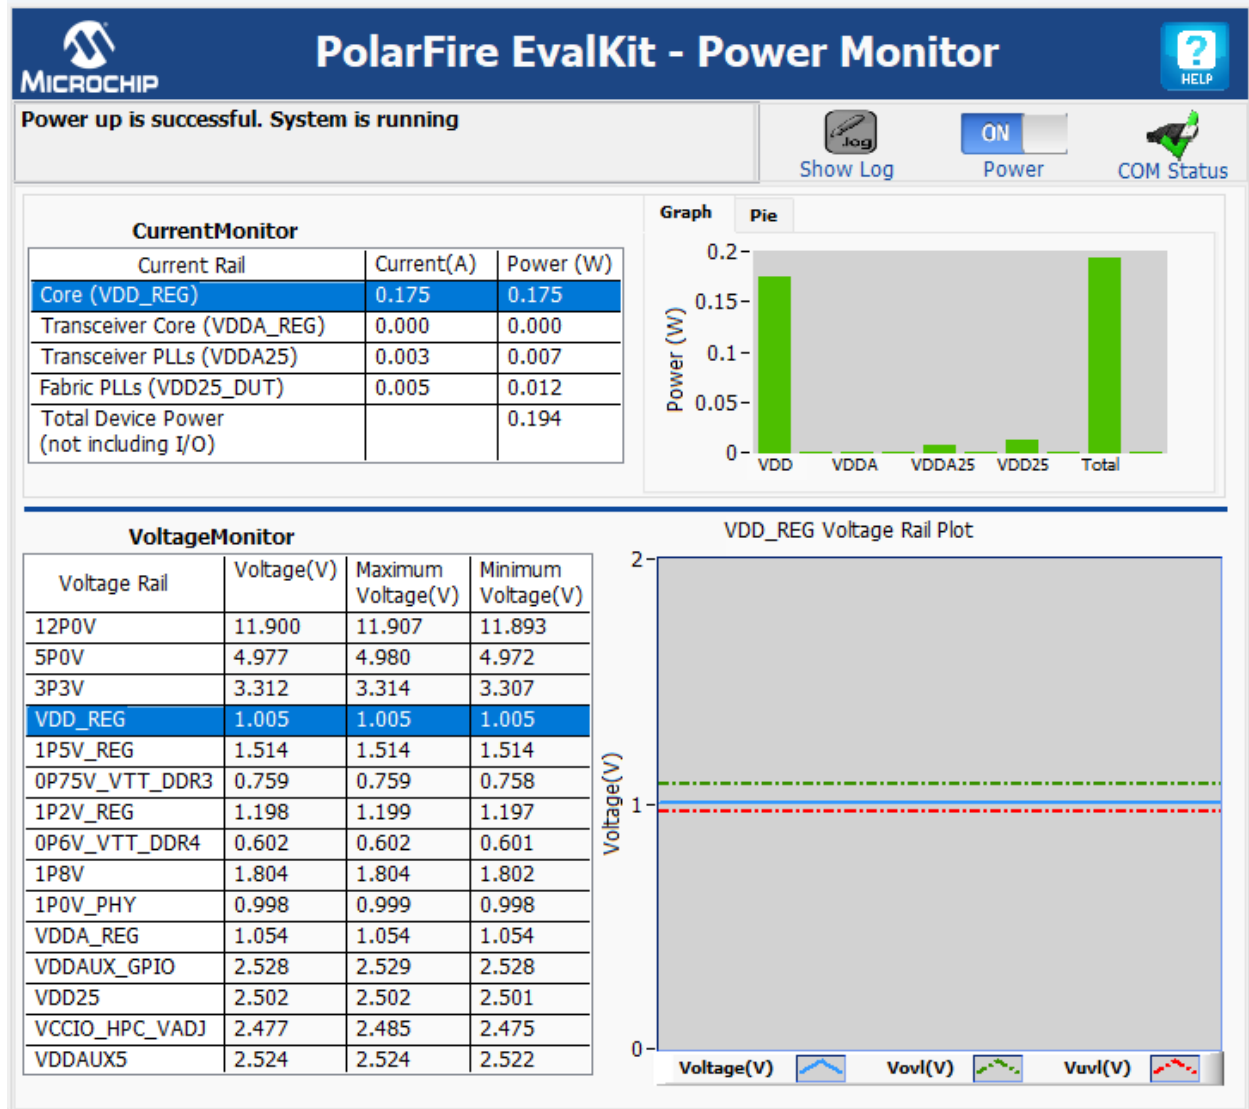 MICROCHIP
PolarFire EvalKit - Power Monitor
?
HELP
Power up is successful. System is running
.log
Show Log
ON
Power
COM Status
CurrentMonitor
Current Rail Current(A) Power (W)
Core (VDD_REG) 0.175 0.175
Transceiver Core (VDDA_REG) 0.000 0.000
Transceiver PLLs (VDDA25) 0.003 0.007
Fabric PLLs (VDD25_DUT) 0.005 0.012
Total Device Power 0.194
(not including I/O)
Graph Pie
Power (W)
0.2
0.15
0.1
0.05
0
VDD VDDA VDDA25 VDD25 Total
VoltageMonitor
Voltage Rail Voltage(V) Maximum Voltage(V) Minimum Voltage(V)
12P0V 11.900 11.907 11.893
5P0V 4.977 4.980 4.972
3P3V 3.312 3.314 3.307
VDD_REG 1.005 1.005 1.005
1P5V_REG 1.514 1.514 1.514
0P75V_VTT_DDR3 0.759 0.759 0.758
1P2V_REG 1.198 1.199 1.197
0P6V_VTT_DDR4 0.602 0.602 0.601
1P8V 1.804 1.804 1.802
1P0V_PHY 0.998 0.999 0.998
VDDA_REG 1.054 1.054 1.054
VDDAUX_GPIO 2.528 2.529 2.528
VDD25 2.502 2.502 2.501
VCCIO_HPC_VADJ 2.477 2.485 2.475
VDDAUX5 2.524 2.524 2.522
VDD_REG Voltage Rail Plot
Voltage(V)
2
1
0
Voltage(V) Vovl(V) Vuvl(V)